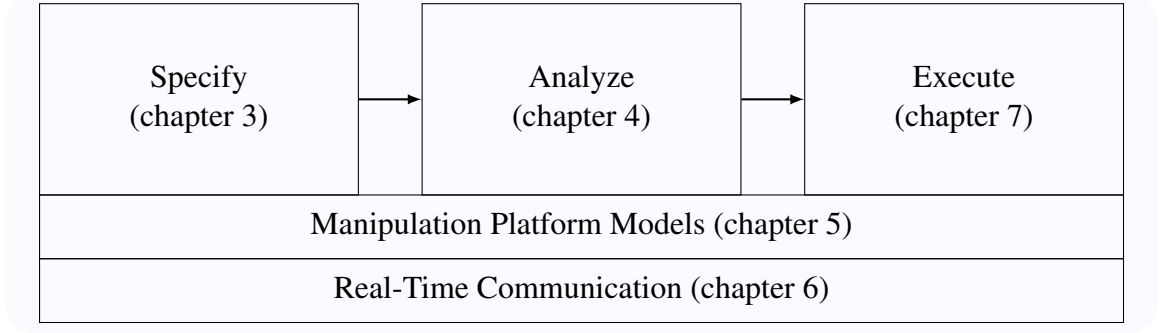 Specify
(chapter 3)
Analyze
(chapter 4)
Execute
(chapter 7)
Manipulation Platform Models (chapter 5)
Real-Time Communication (chapter 6)